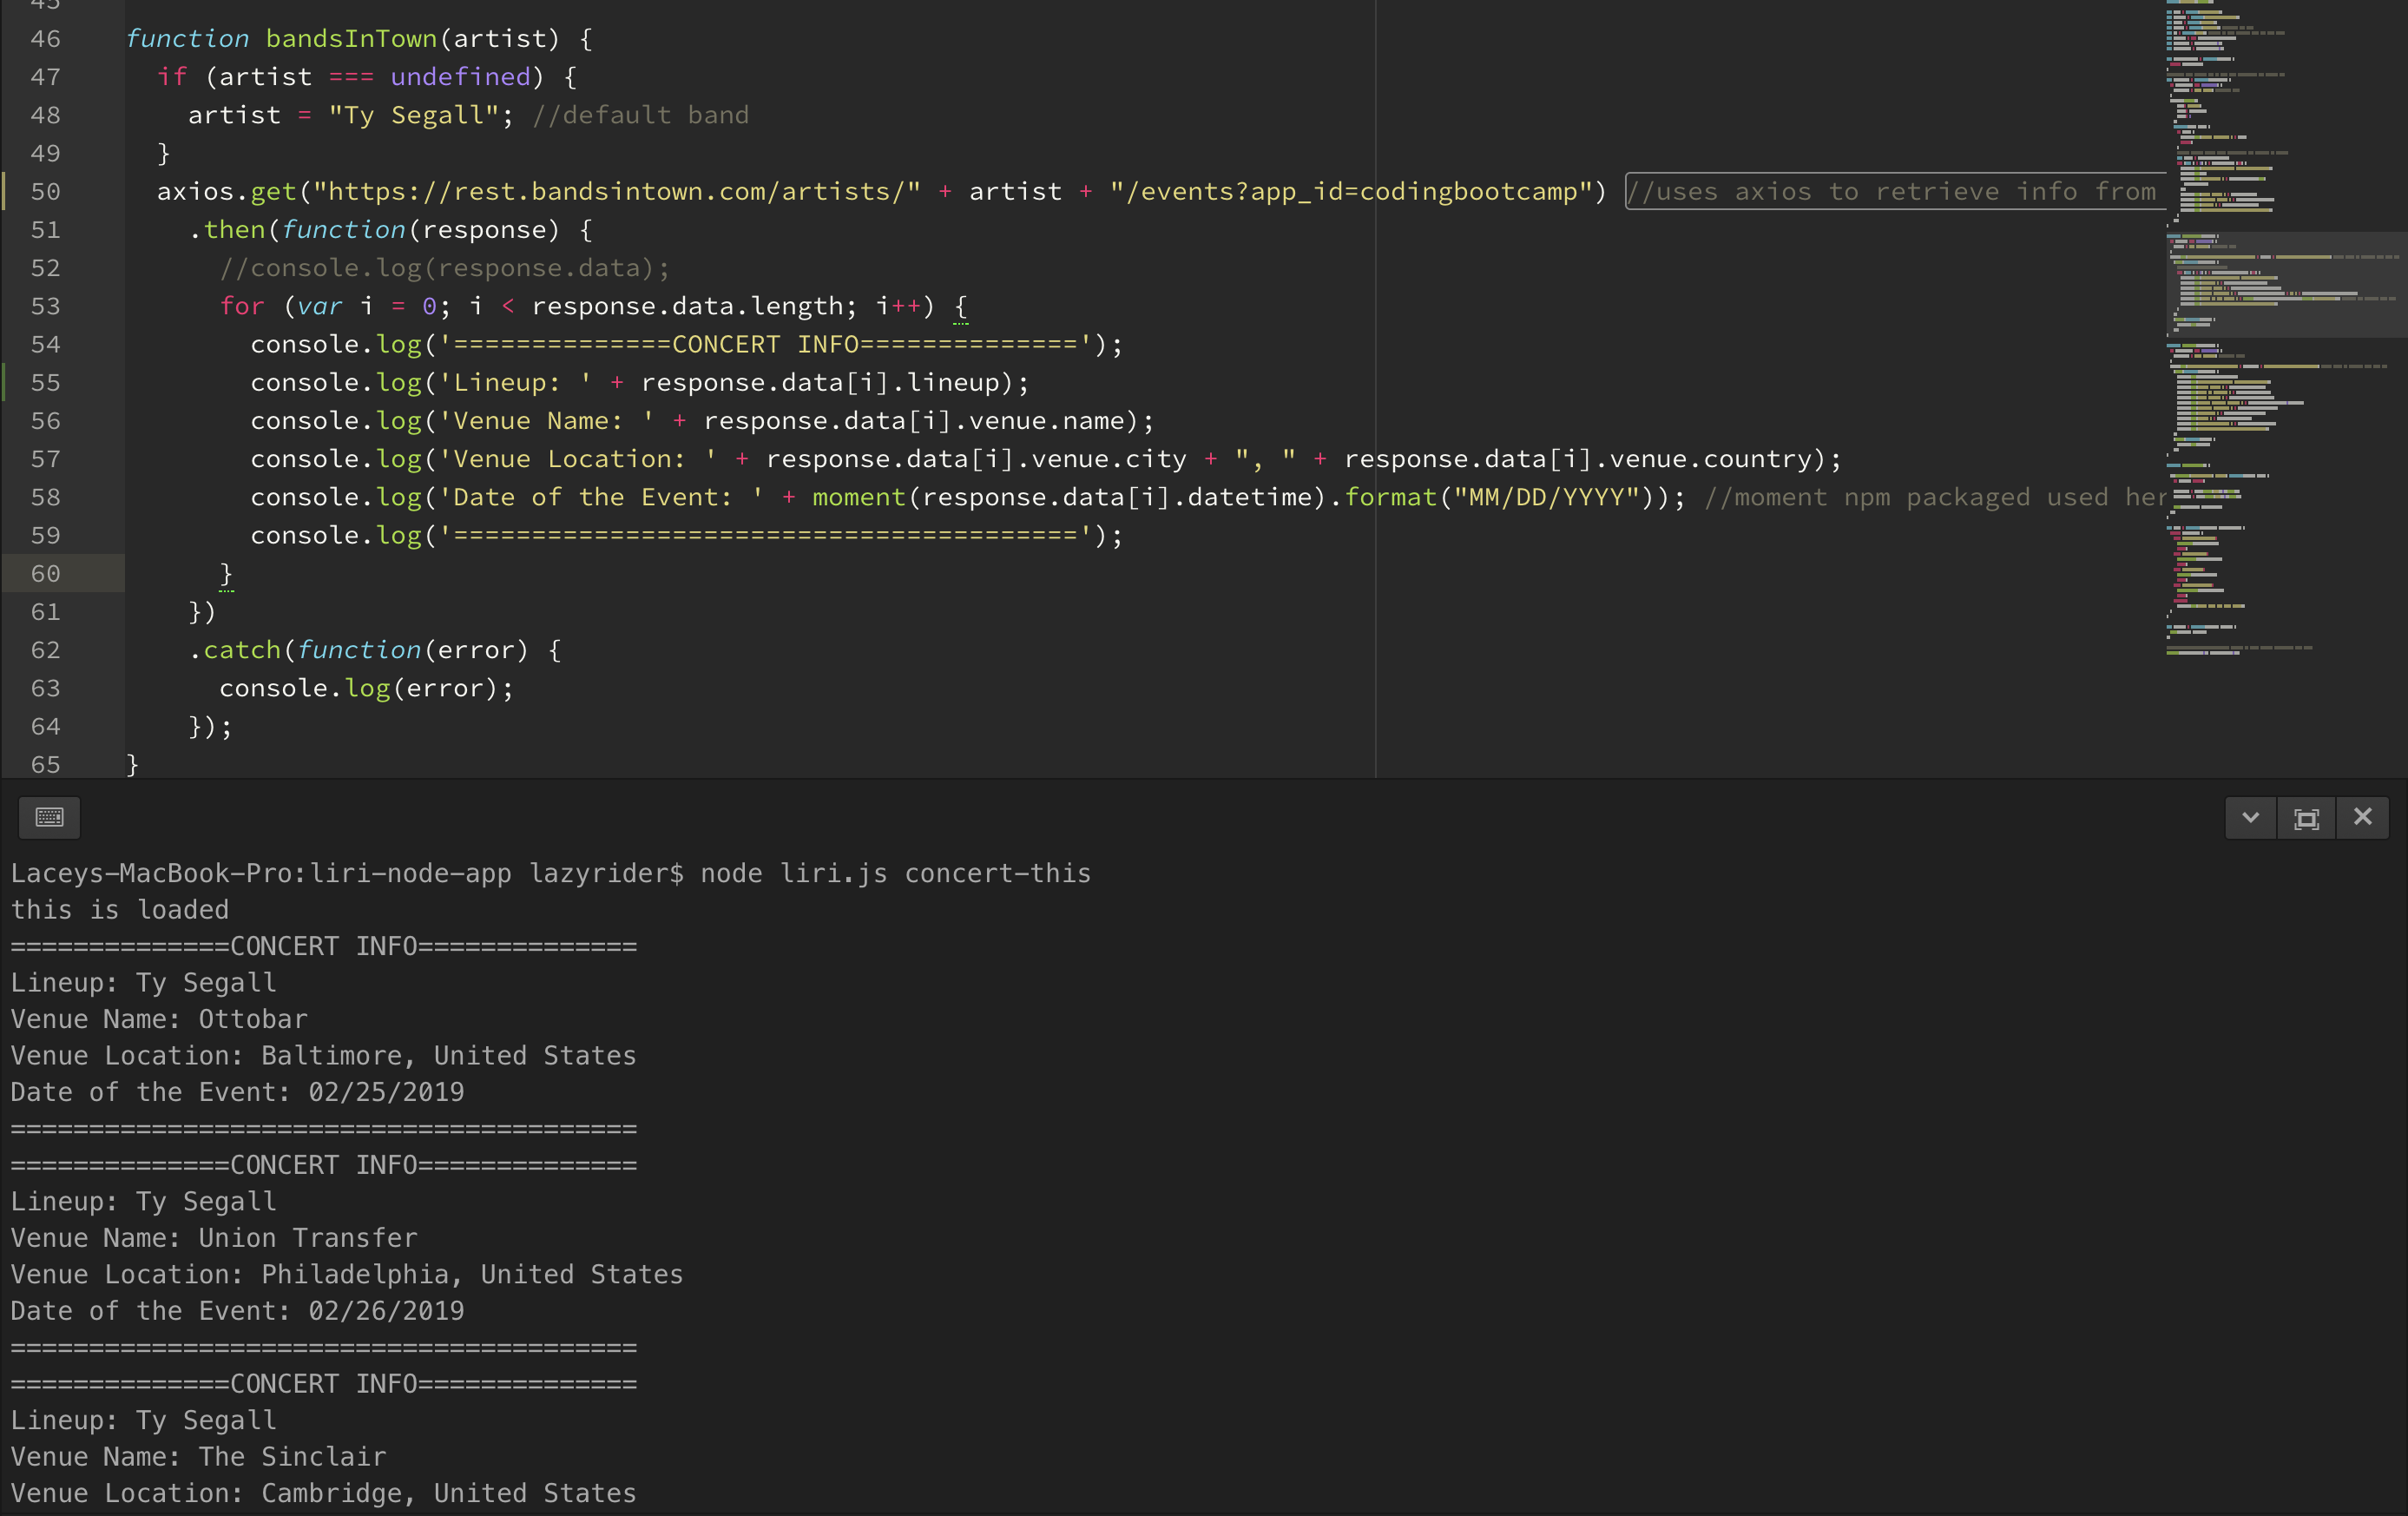 45
46 function bandsInTown(artist) {
47 if (artist === undefined) {
48 artist = "Ty Segall"; //default band
49 }
50 axios.get("https://rest.bandsintown.com/artists/" + artist + "/events?app_id=codingbootcamp") //uses axios to retrieve info from
51 .then(function(response) {
52 //console.log(response.data);
53 for (var i = 0; i < response.data.length; i++) {
54 console.log('==============CONCERT INFO==============');
55 console.log('Lineup: ' + response.data[i].lineup);
56 console.log('Venue Name: ' + response.data[i].venue.name);
57 console.log('Venue Location: ' + response.data[i].venue.city + ", " + response.data[i].venue.country);
58 console.log('Date of the Event: ' + moment(response.data[i].datetime).format("MM/DD/YYYY")); //moment npm packaged used her
59 console.log('========================================');
60 }
61 })
62 .catch(function(error) {
63 console.log(error);
64 });
65 }
Laceys-MacBook-Pro:liri-node-app lazyrider$ node liri.js concert-this
this is loaded
==============CONCERT INFO==============
Lineup: Ty Segall
Venue Name: Ottobar
Venue Location: Baltimore, United States
Date of the Event: 02/25/2019
========================================
==============CONCERT INFO==============
Lineup: Ty Segall
Venue Name: Union Transfer
Venue Location: Philadelphia, United States
Date of the Event: 02/26/2019
========================================
==============CONCERT INFO==============
Lineup: Ty Segall
Venue Name: The Sinclair
Venue Location: Cambridge, United States